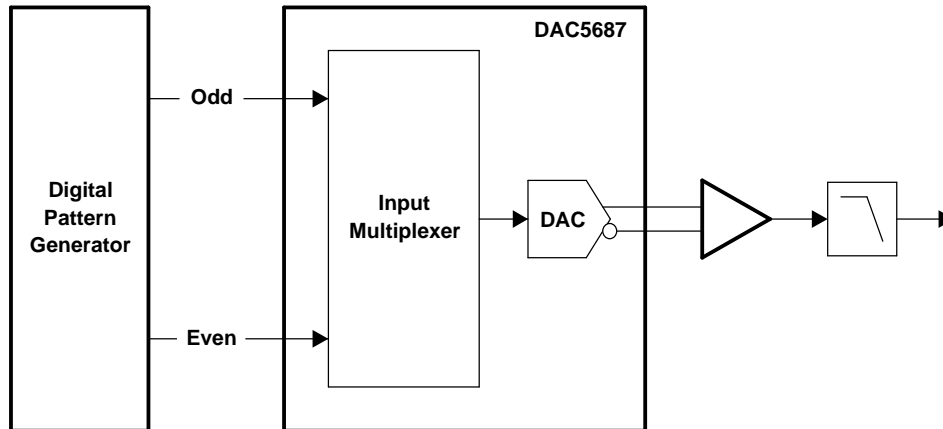 DAC5687
Odd
Digital
Pattern
Generator
Input
Multiplexer
DAC
Even